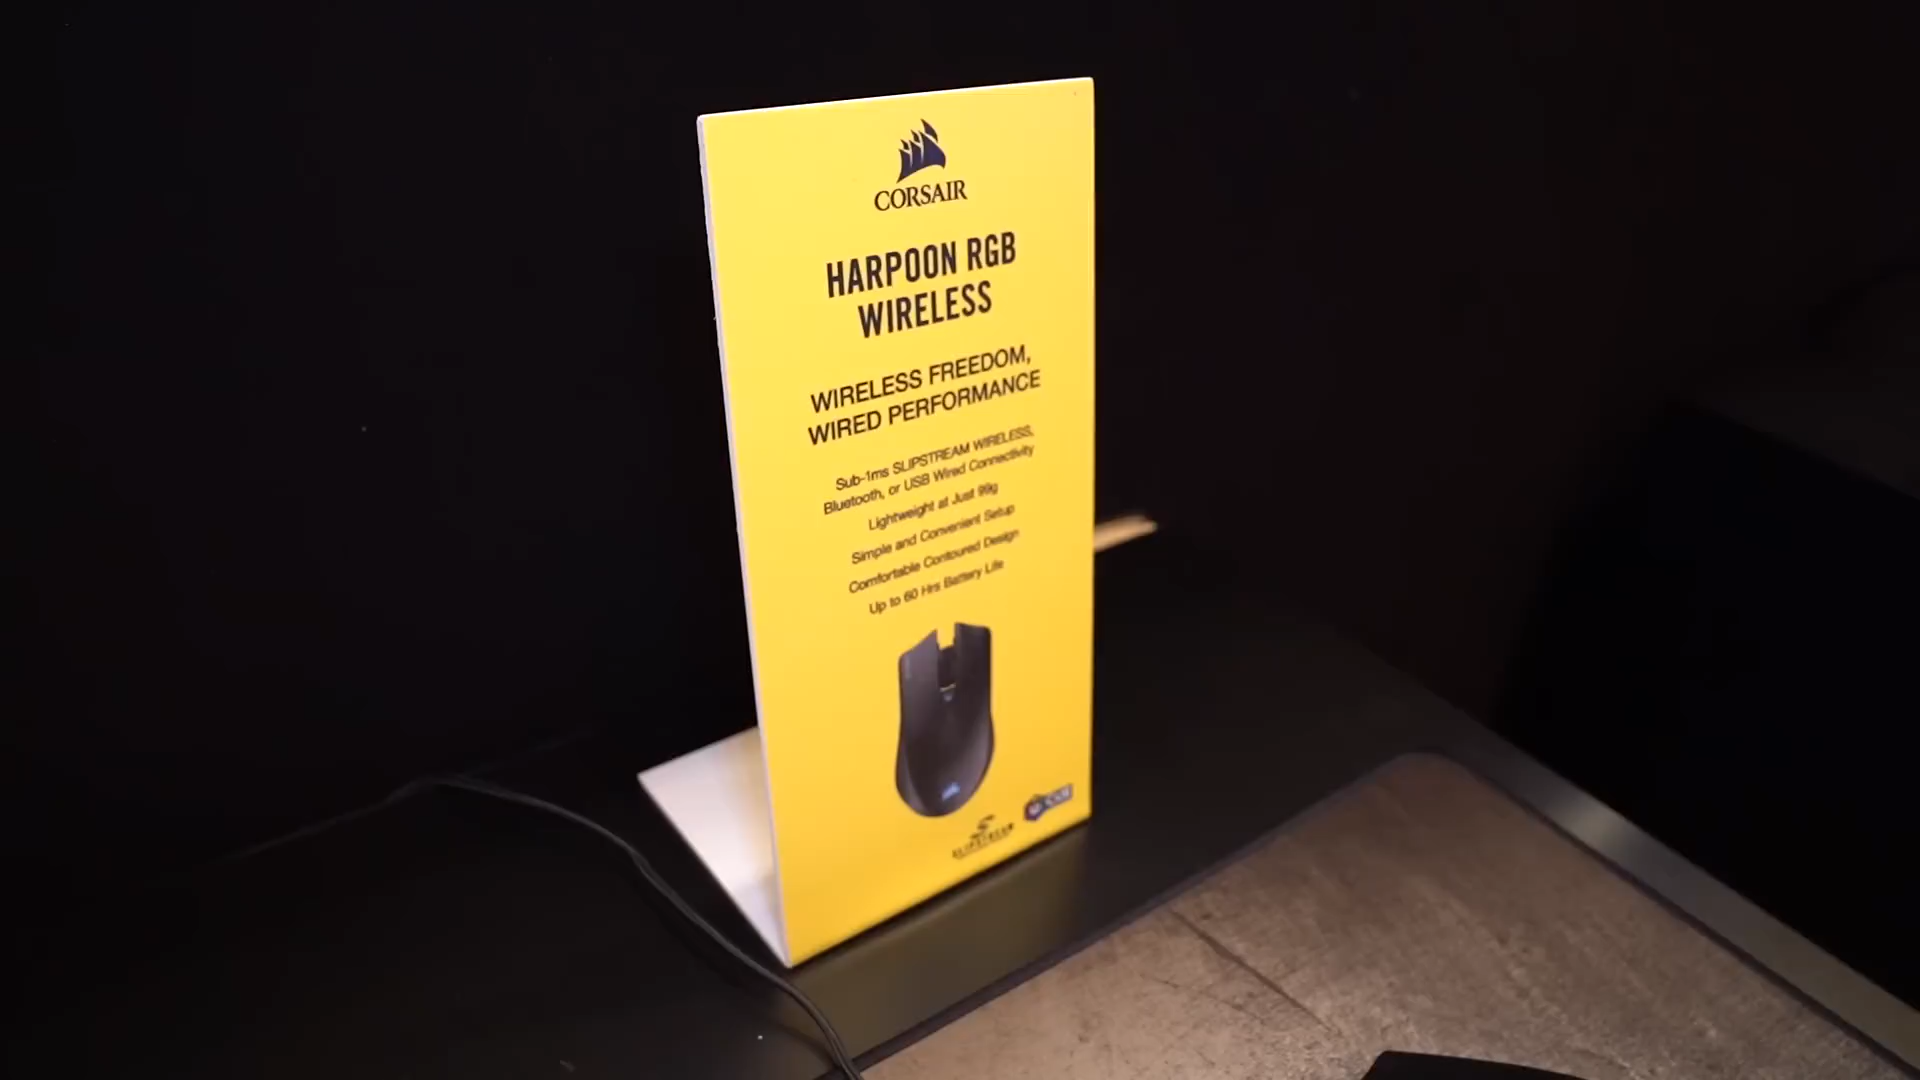 CORSAIR
HARPOON RGB
WIRELESS
WIRELESS FREEDOM,
WIRED PERFORMANCE
Sub-1ms SLIPSTREAM WIRELESS,
Bluetooth, or USB Wired Connectivity
Lightweight at Just 99g
Simple and Convenient Setup
Comfortable Contoured Design
Up to 60 Hrs Battery Life
SLIPSTREAM